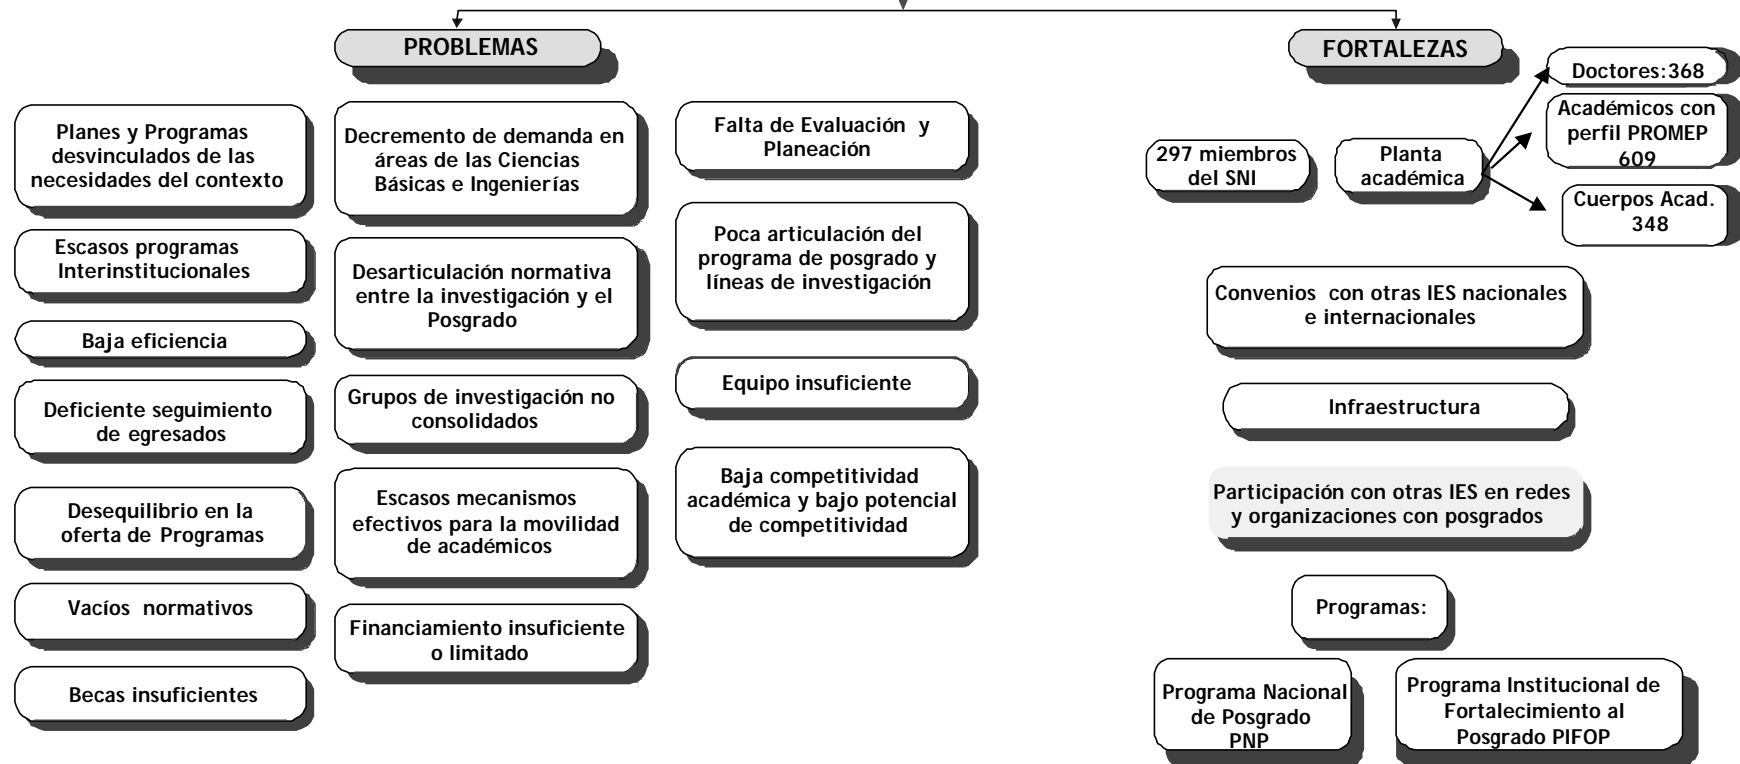 PROBLEMAS
Planes y Programas
desvinculados de las
necesidades del contexto
Escasos programas
Interinstitucionales
Baja eficiencia
Deficiente seguimiento
de egresados
Desequilibrio en la
oferta de Programas
Vacíos normativos
Becas insuficientes
Decremento de demanda en
áreas de las Ciencias
Básicas e Ingenierías
Desarticulación normativa
entre la investigación y el
Posgrado
Grupos de investigación no
consolidados
Escasos mecanismos
efectivos para la movilidad
de académicos
Financiamiento insuficiente
o limitado
Falta de Evaluación y
Planeación
Poca articulación del
programa de posgrado y
líneas de investigación
Equipo insuficiente
Baja competitividad
académica y bajo potencial
de competitividad
FORTALEZAS
297 miembros
del SNI
Planta
académica
Doctores:368
Académicos con
perfil PROMEP
609
Cuerpos Acad.
348
Convenios con otras IES nacionales
e internacionales
Infraestructura
Participación con otras IES en redes
y organizaciones con posgrados
Programas:
Programa Nacional
de Posgrado
PNP
Programa Institucional de
Fortalecimiento al
Posgrado PIFOP